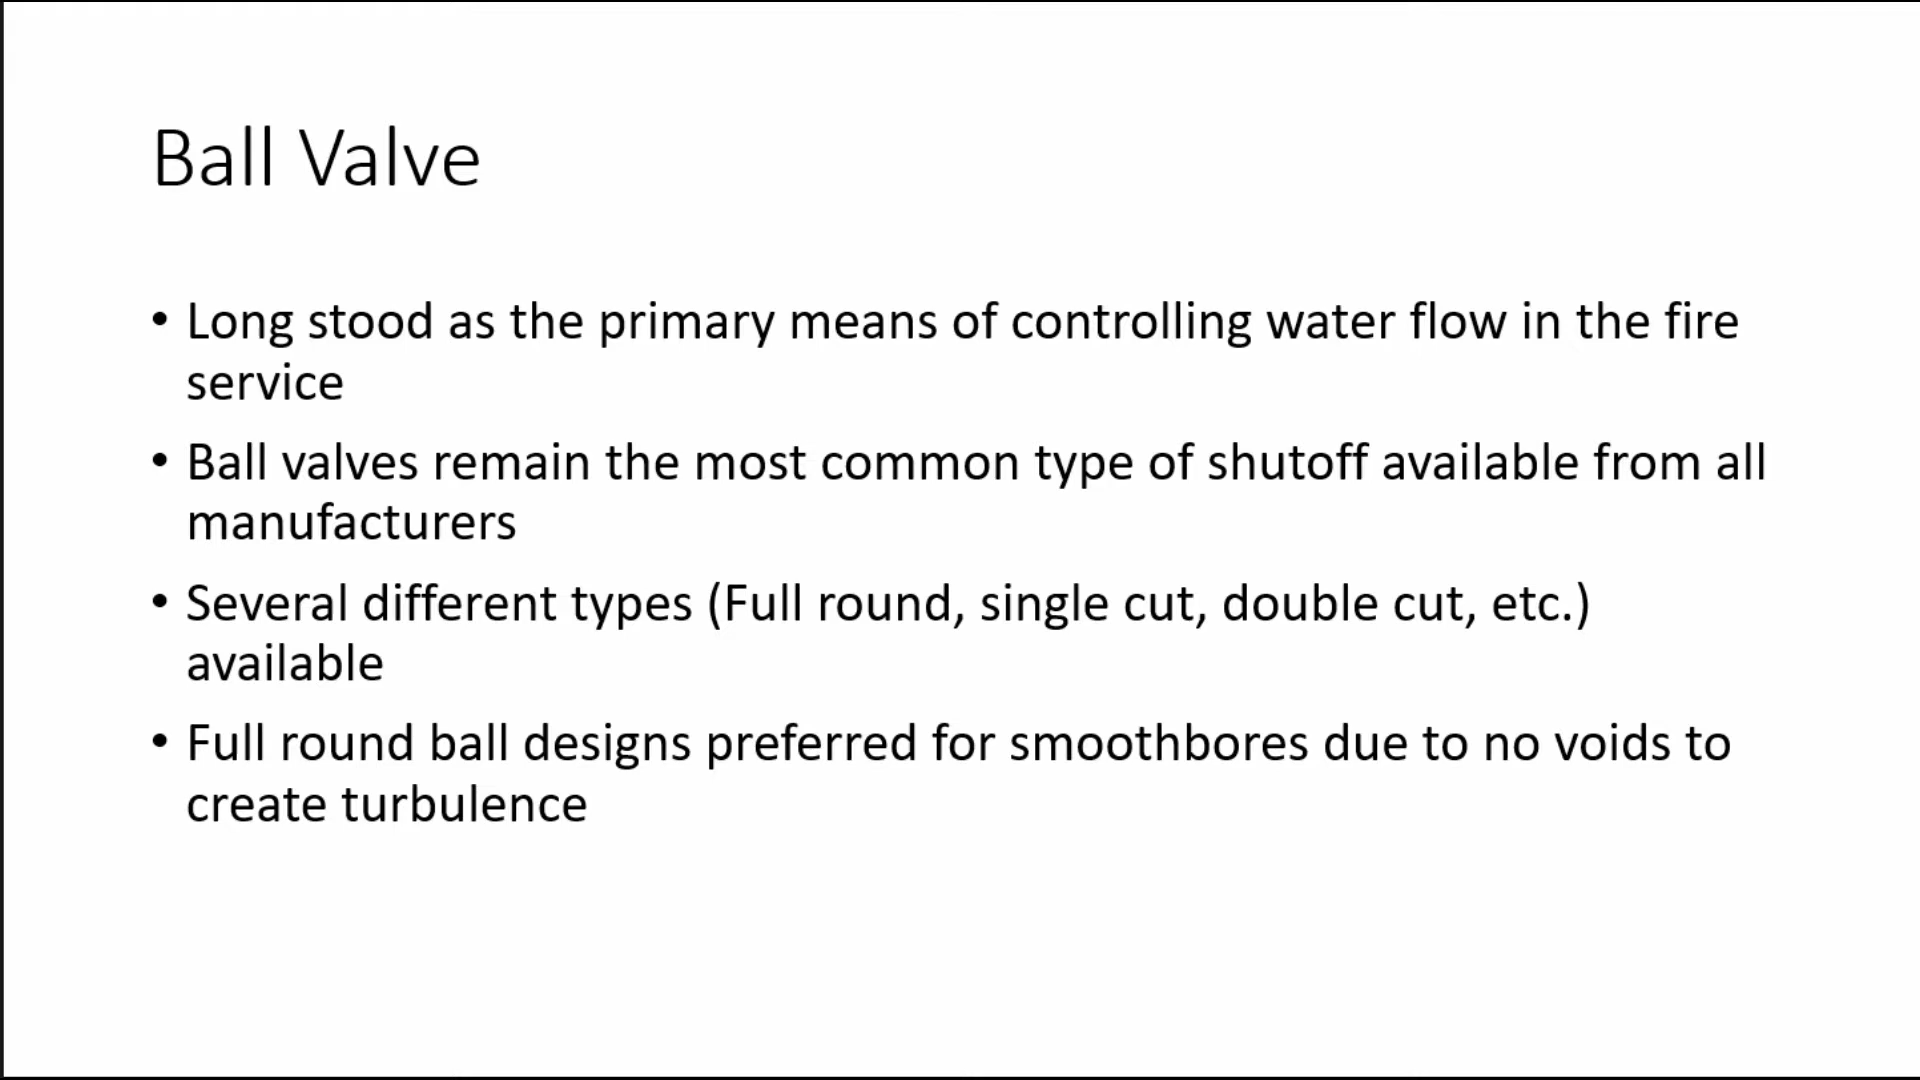 Ball Valve
• Long stood as the primary means of controlling water flow in the fire
service
• Ball valves remain the most common type of shutoff available from all
manufacturers
• Several different types (Full round, single cut, double cut, etc.)
available
• Full round ball designs preferred for smoothbores due to no voids to
create turbulence